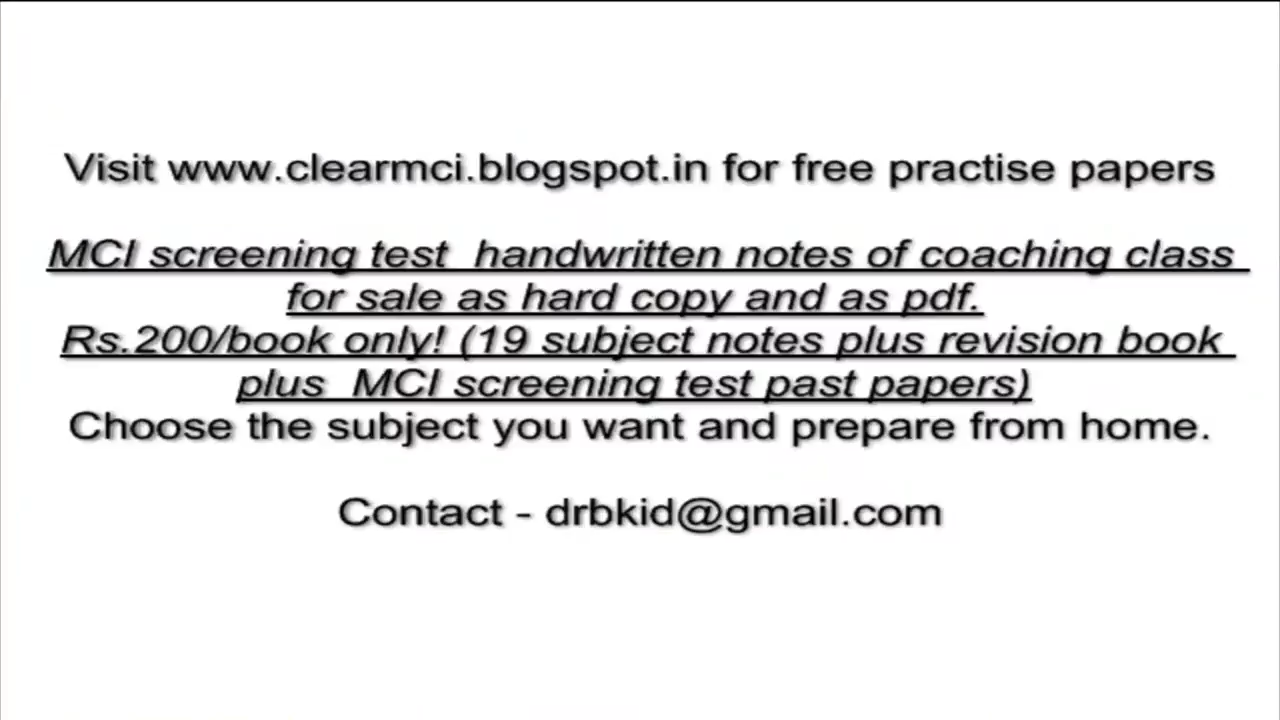 Visit www.clearmci.blogspot.in for free practise papers
MCI screening test handwritten notes of coaching class
for sale as hard copy and as pdf.
Rs.200/book only! (19 subject notes plus revision book
plus MCI screening test past papers)
Choose the subject you want and prepare from home.
Contact - drbkid@gmail.com